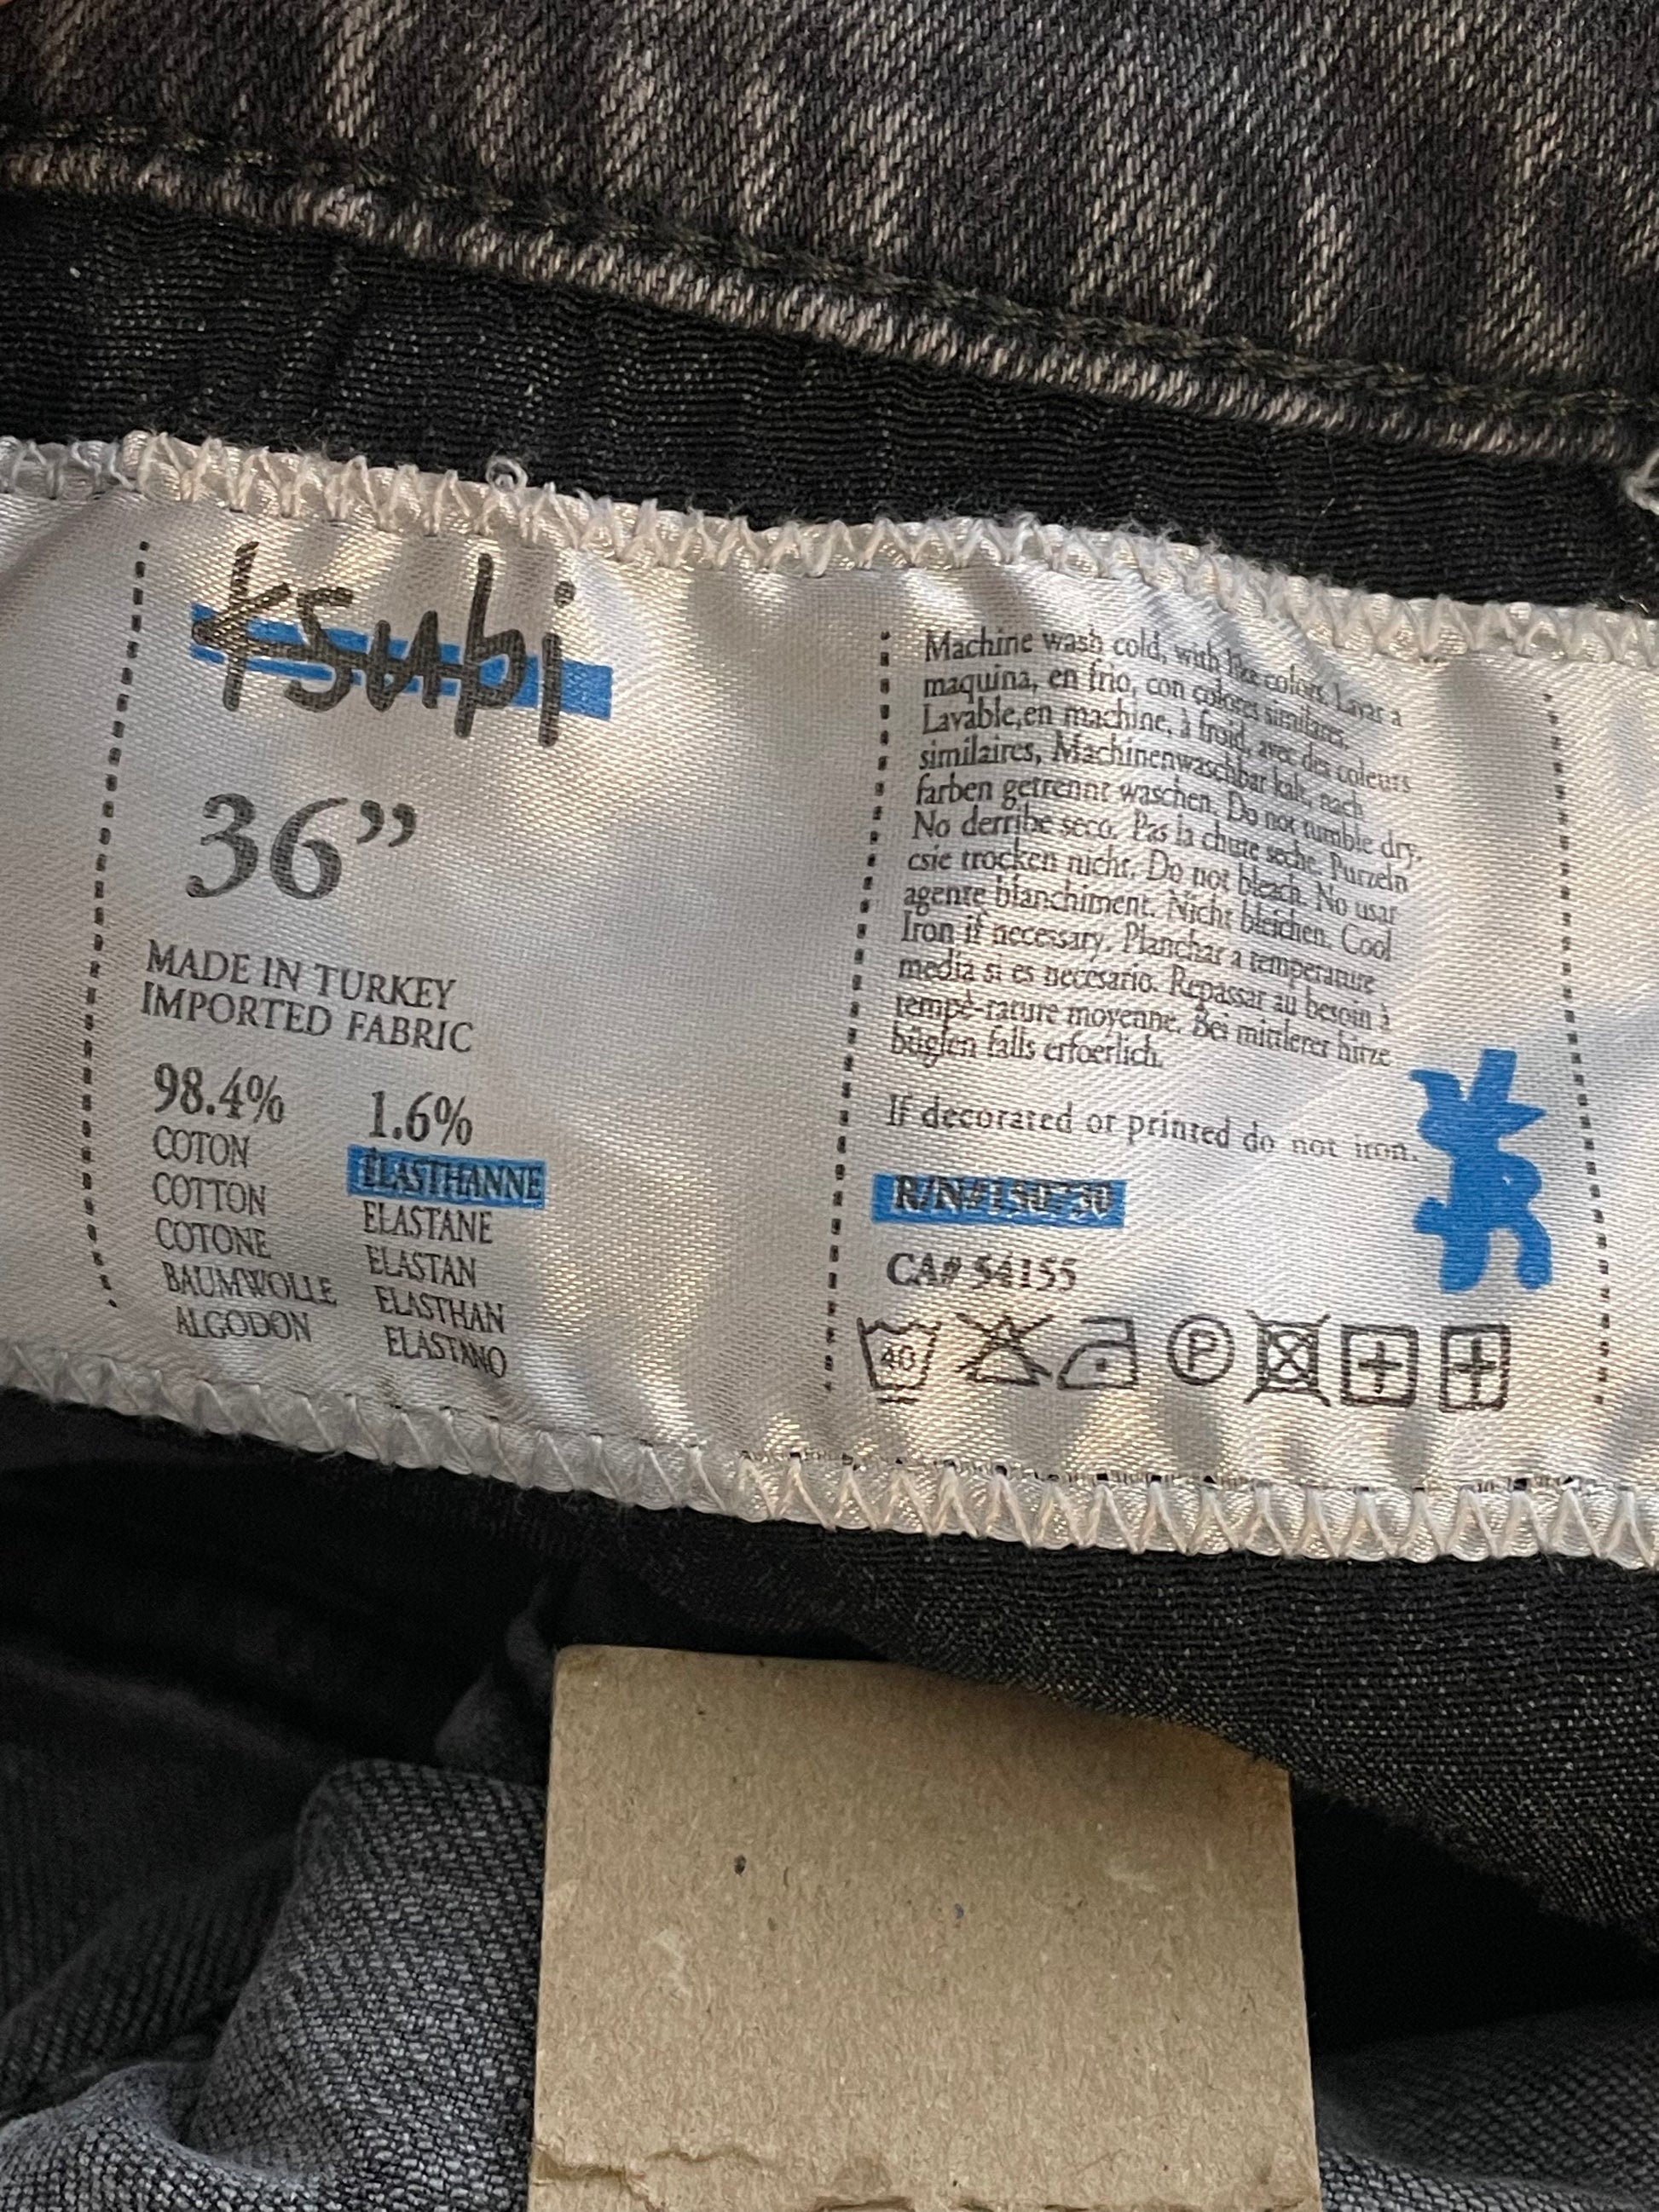 ksubi
36”
MADE IN TURKEY
IMPORTED FABRIC
98.4%
COTON
COTTON
COTONE
BAUMWOLLE
ALGODON
1.6%
ÉLASTHANNE
ELASTANE
ELASTAN
ELASTHAN
ELASTANO
Machine wash cold, with like colors. Lavar a
maquina, en frio, con colores similares.
Lavable,en machine, à froid, avec des coleurs
similaires, Machinenwaschbar kalt, nach
farben getrennt waschen. Do not tumble dry.
No derribe seco. Pas la chute seche. Purzeln
csie trocken nicht. Do not bleach. No usar
agente blanchiment. Nicht bleichen. Cool
Iron if necessary. Planchar a temperature
media si es necesario. Repassar au besoin à
tempé-rature moyenne. Bei mittlerer hitze
büglen falls erfoerlich.
If decorated or printed do not iron.
R/N#150730
CA# 54155
40
P